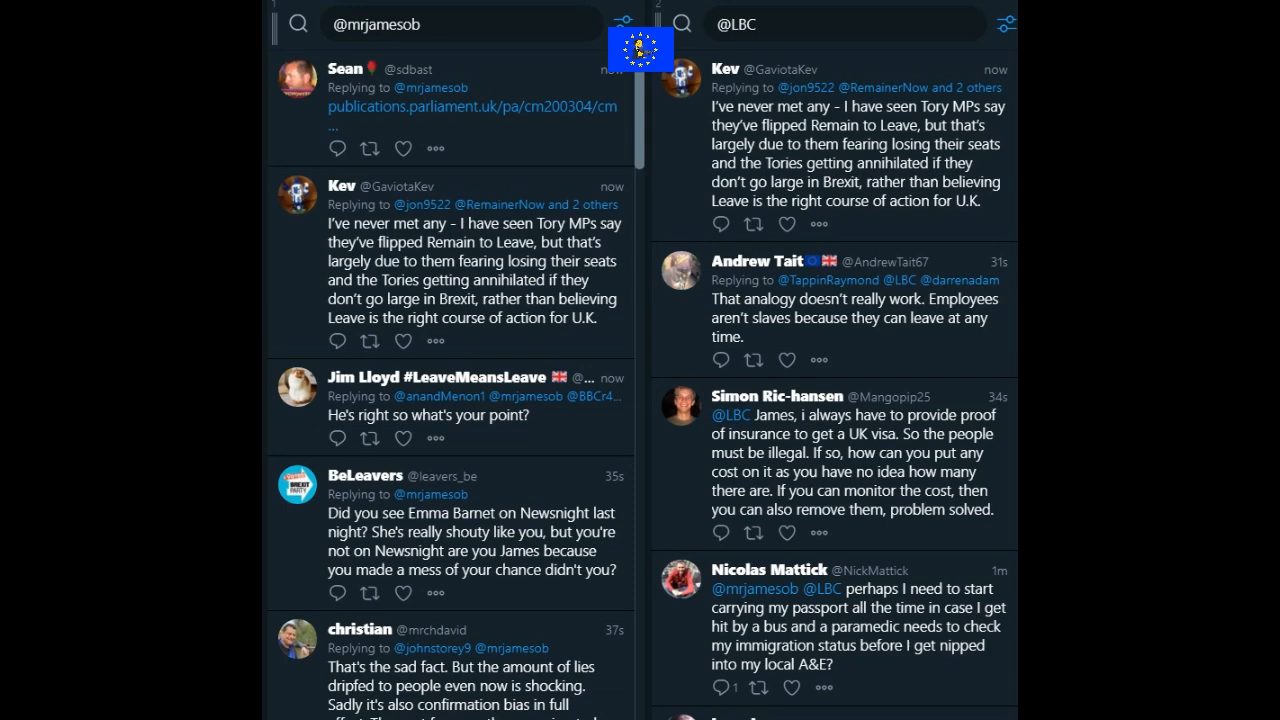 1
@mrjamesob
Sean @sdbast now
Replying to @mrjamesob
publications.parliament.uk/pa/cm200304/cm
...
Kev @GaviotaKev now
Replying to @jon9522 @RemainerNow and 2 others
I've never met any - I have seen Tory MPs say
they've flipped Remain to Leave, but that's
largely due to them fearing losing their seats
and the Tories getting annihilated if they
don't go large in Brexit, rather than believing
Leave is the right course of action for U.K.
Jim Lloyd #LeaveMeansLeave @... now
Replying to @anandMenon1 @mrjamesob @BBCr4...
He's right so what's your point?
BeLeavers @leavers_be 35s
Replying to @mrjamesob
Did you see Emma Barnet on Newsnight last
night? She's really shouty like you, but you're
not on Newsnight are you James because
you made a mess of your chance didn't you?
christian @mrchdavid 37s
Replying to @johnstorey9 @mrjamesob
That's the sad fact. But the amount of lies
dripfed to people even now is shocking.
Sadly it's also confirmation bias in full
2
@LBC
Kev @GaviotaKev now
Replying to @jon9522 @RemainerNow and 2 others
I've never met any - I have seen Tory MPs say
they've flipped Remain to Leave, but that's
largely due to them fearing losing their seats
and the Tories getting annihilated if they
don't go large in Brexit, rather than believing
Leave is the right course of action for U.K.
Andrew Tait @AndrewTait67 31s
Replying to @TappinRaymond @LBC @darrenadam
That analogy doesn't really work. Employees
aren't slaves because they can leave at any
time.
Simon Ric-hansen @Mangopip25 34s
@LBC James, i always have to provide proof
of insurance to get a UK visa. So the people
must be illegal. If so, how can you put any
cost on it as you have no idea how many
there are. If you can monitor the cost, then
you can also remove them, problem solved.
Nicolas Mattick @NickMattick 1m
@mrjamesob @LBC perhaps I need to start
carrying my passport all the time in case I get
hit by a bus and a paramedic needs to check
my immigration status before I get nipped
into my local A&E?
1